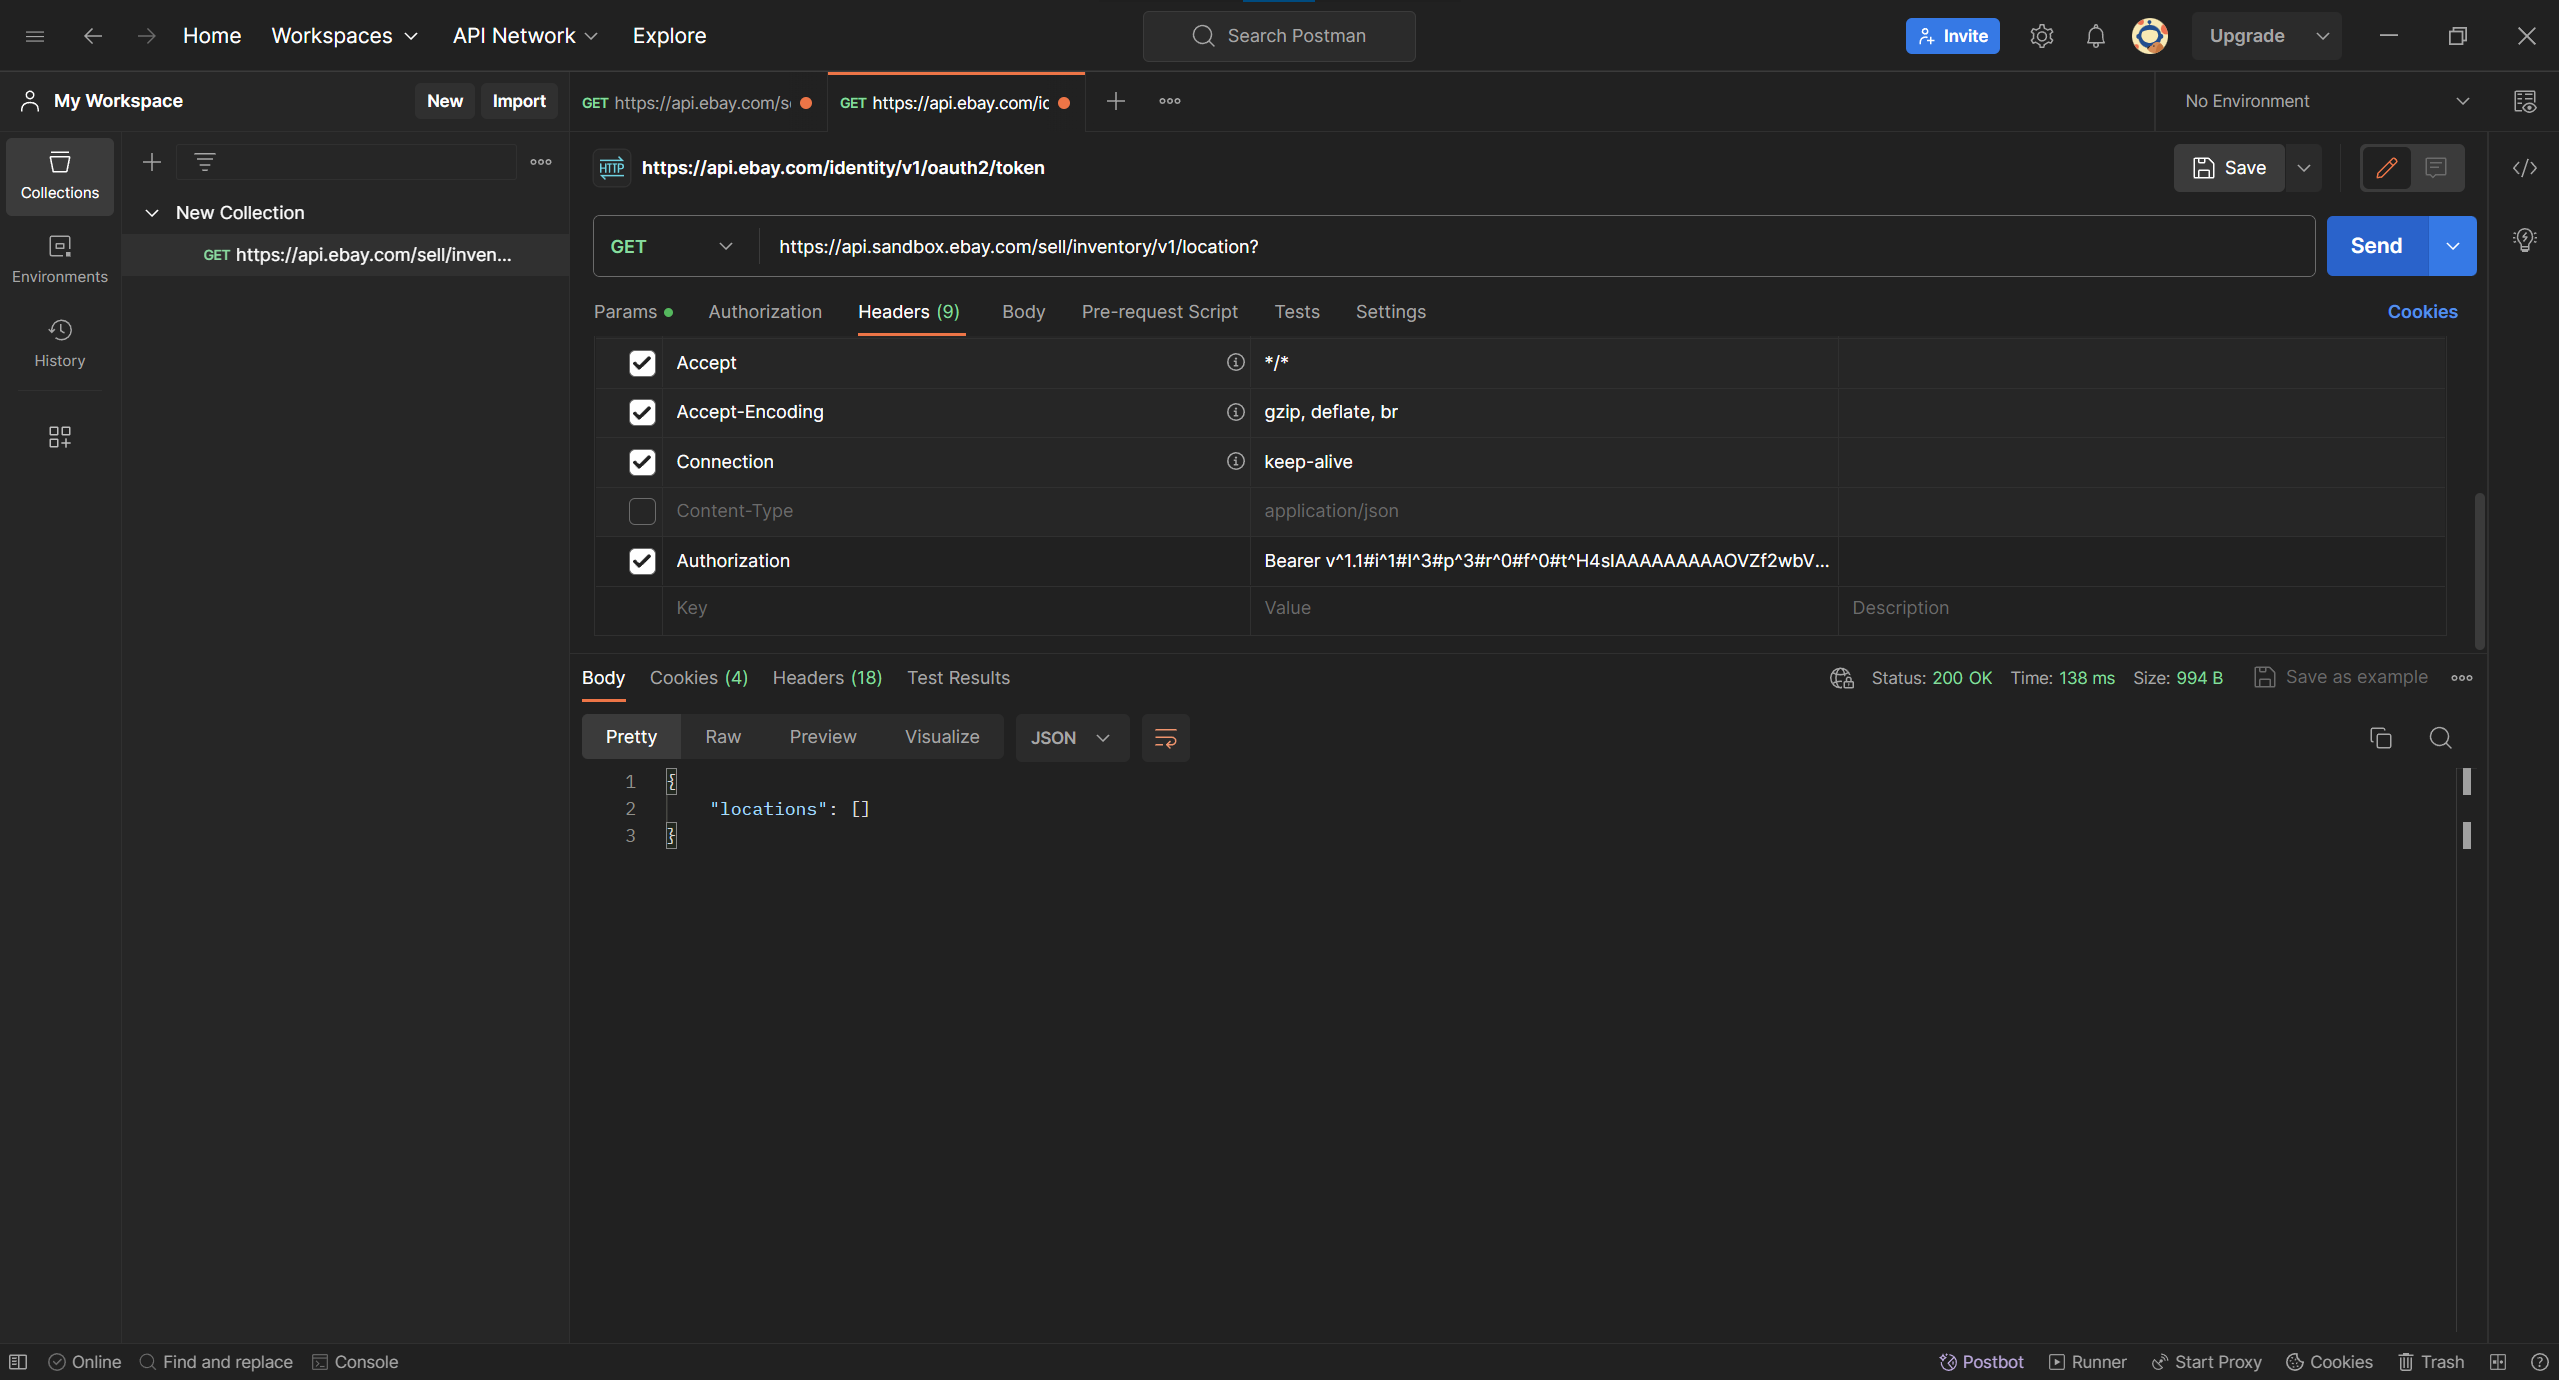 Home Workspaces API Network Explore Search Postman Invite Upgrade
My Workspace New Import GET https://api.ebay.com/s GET https://api.ebay.com/ic No Environment
Collections
Environments
History
New Collection
GET https://api.ebay.com/sell/inven...
HTTP https://api.ebay.com/identity/v1/oauth2/token Save
GET https://api.sandbox.ebay.com/sell/inventory/v1/location? Send
Params Authorization Headers (9) Body Pre-request Script Tests Settings Cookies
Accept */*
Accept-Encoding gzip, deflate, br
Connection keep-alive
Content-Type application/json
Authorization Bearer v^1.1#i^1#I^3#p^3#r^0#f^0#t^H4sIAAAAAAAAAOVZf2wbV...
Key Value Description
Body Cookies (4) Headers (18) Test Results Status: 200 OK Time: 138 ms Size: 994 B Save as example
Pretty Raw Preview Visualize JSON
1 {
2 "locations": []
3 }
Online Find and replace Console Postbot Runner Start Proxy Cookies Trash